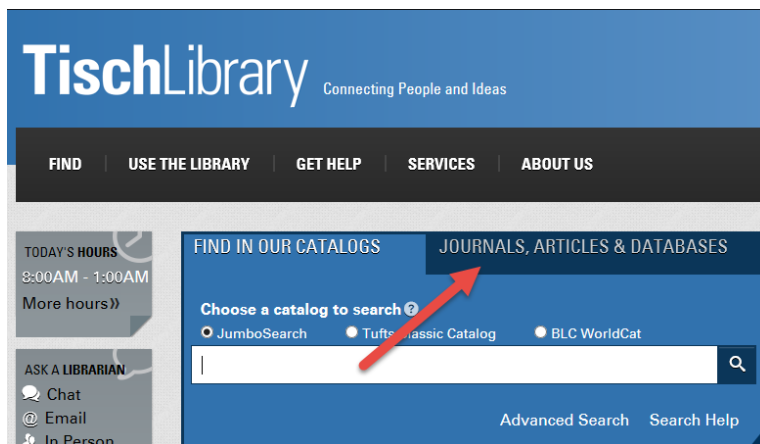 TischLibrary Connecting People and Ideas
FIND USE THE LIBRARY GET HELP SERVICES ABOUT US
TODAY'S HOURS
8:00AM - 1:00AM
More hours»
ASK A LIBRARIAN
Chat
@ Email
In Person
FIND IN OUR CATALOGS JOURNALS, ARTICLES & DATABASES
Choose a catalog to search ?
JumboSearch Tufts Classic Catalog BLC WorldCat
Advanced Search Search Help